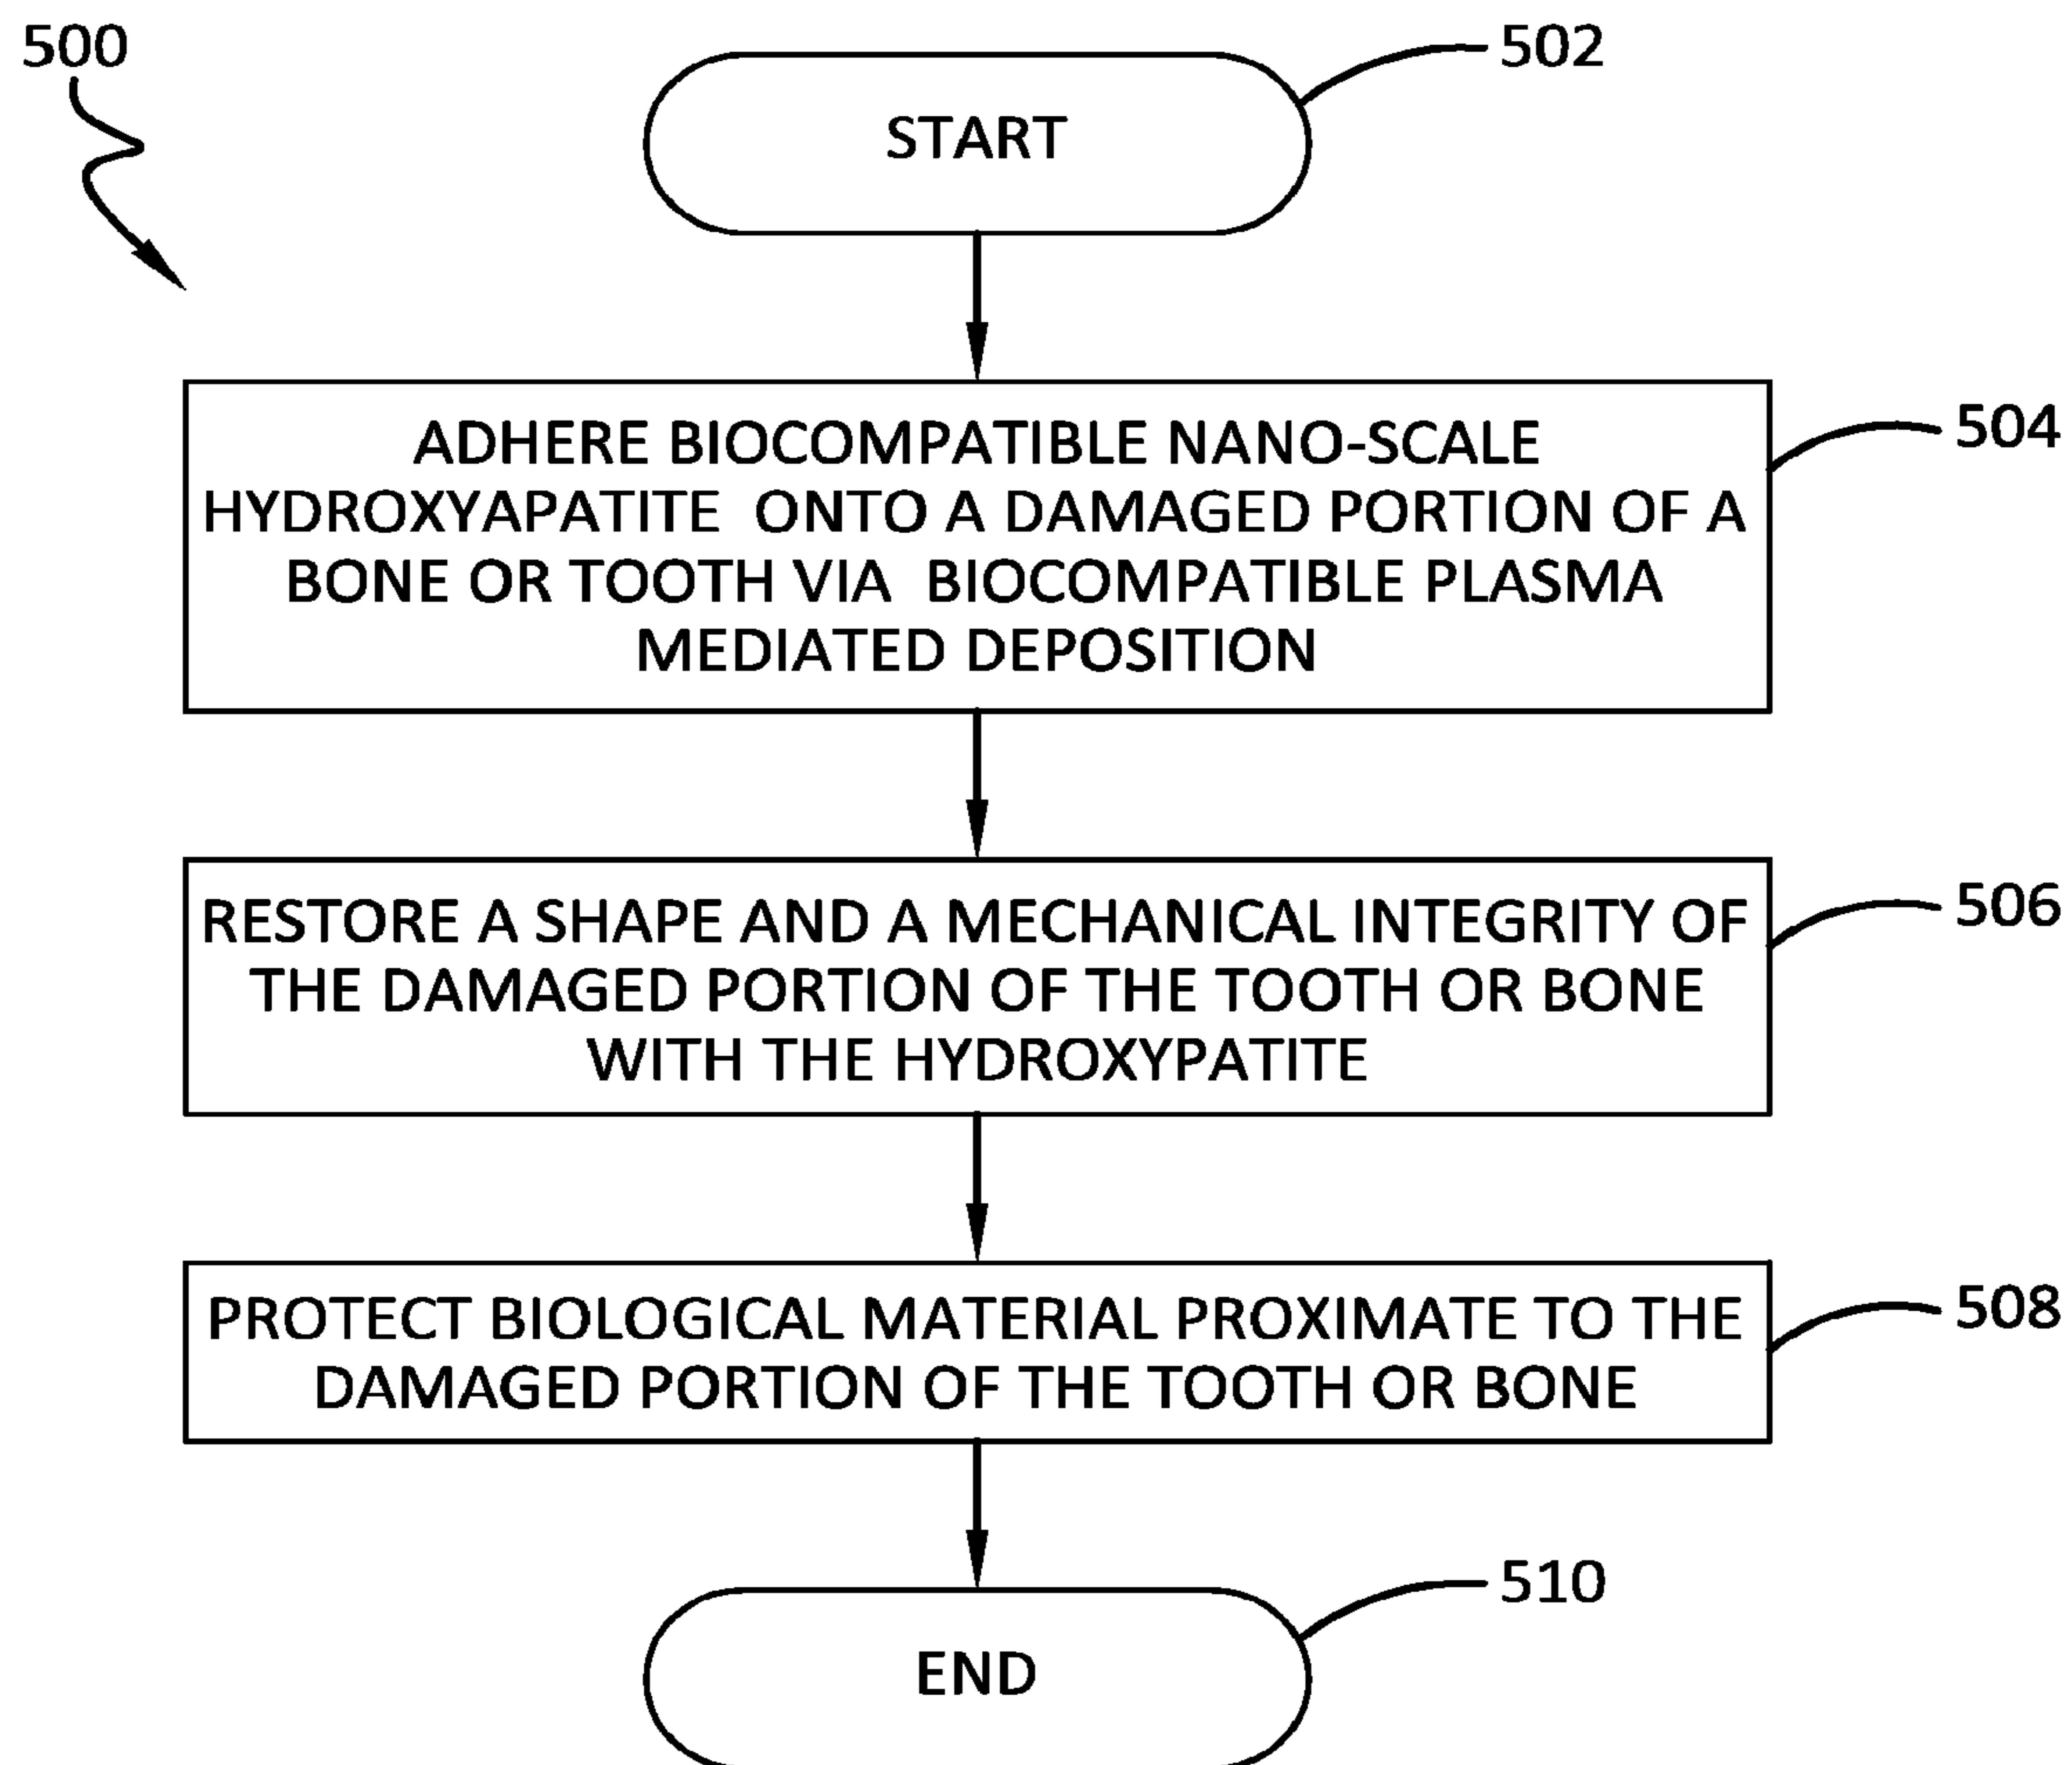 500
502
START
ADHERE BIOCOMPATIBLE NANO-SCALE
HYDROXYAPATITE ONTO A DAMAGED PORTION OF A
BONE OR TOOTH VIA BIOCOMPATIBLE PLASMA
MEDIATED DEPOSITION
504
RESTORE A SHAPE AND A MECHANICAL INTEGRITY OF
THE DAMAGED PORTION OF THE TOOTH OR BONE
WITH THE HYDROXYPATITE
506
PROTECT BIOLOGICAL MATERIAL PROXIMATE TO THE
DAMAGED PORTION OF THE TOOTH OR BONE
508
510
END